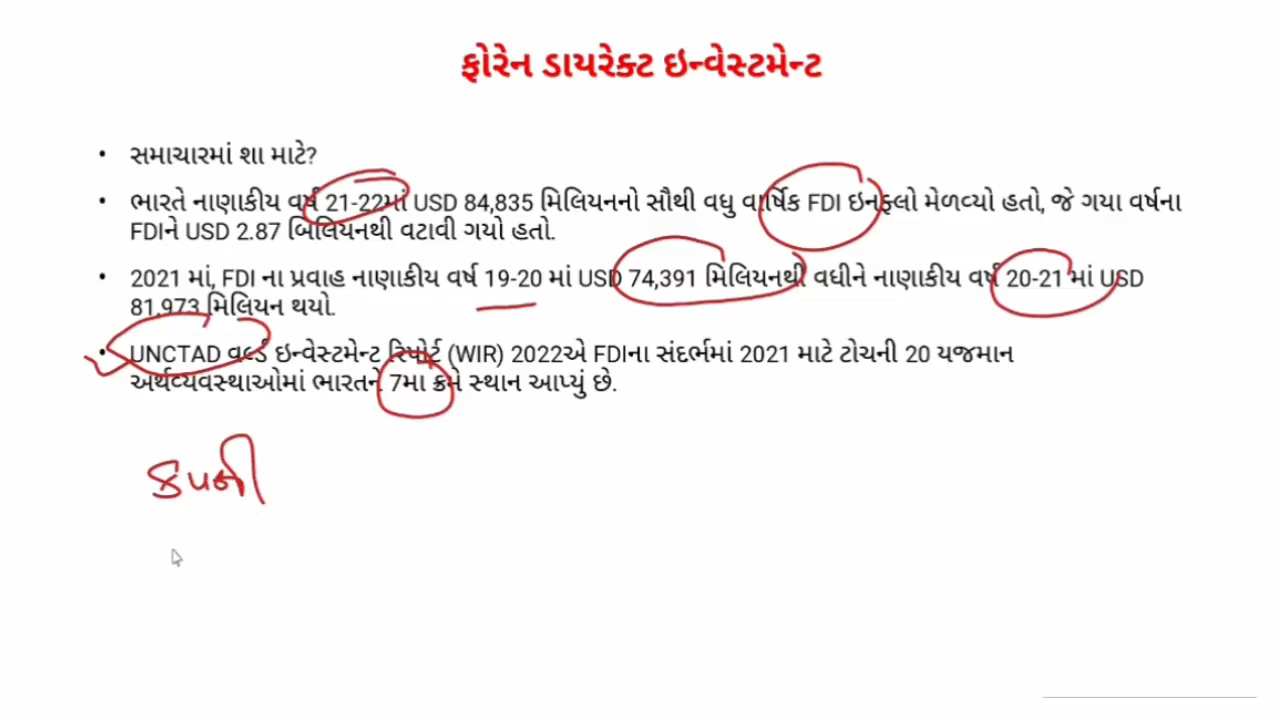 ફોરેન ડાયરેક્ટ ઇન્વેસ્ટમેન્ટ
• સમાચારમાં શા માટે?
• ભારતે નાણાકીય વર્ષ 21-22માં USD 84,835 મિલિયનનો સૌથી વધુ વાર્ષિક FDI ઇનફ્લો મેળવ્યો હતો, જે ગયા વર્ષના
FDIને USD 2.87 બિલિયનથી વટાવી ગયો હતો.
• 2021 માં, FDI ના પ્રવાહ નાણાકીય વર્ષ 19-20 માં USD 74,391 મિલિયનથી વધીને નાણાકીય વર્ષ 20-21 માં USD
81,973 મિલિયન થયો.
• UNCTAD વર્લ્ડ ઇન્વેસ્ટમેન્ટ રિપોર્ટ (WIR) 2022એ FDIના સંદર્ભમાં 2021 માટે ટોચની 20 યજમાન
અર્થવ્યવસ્થાઓમાં ભારતને 7મા ક્રમે સ્થાન આપ્યું છે.
કપની